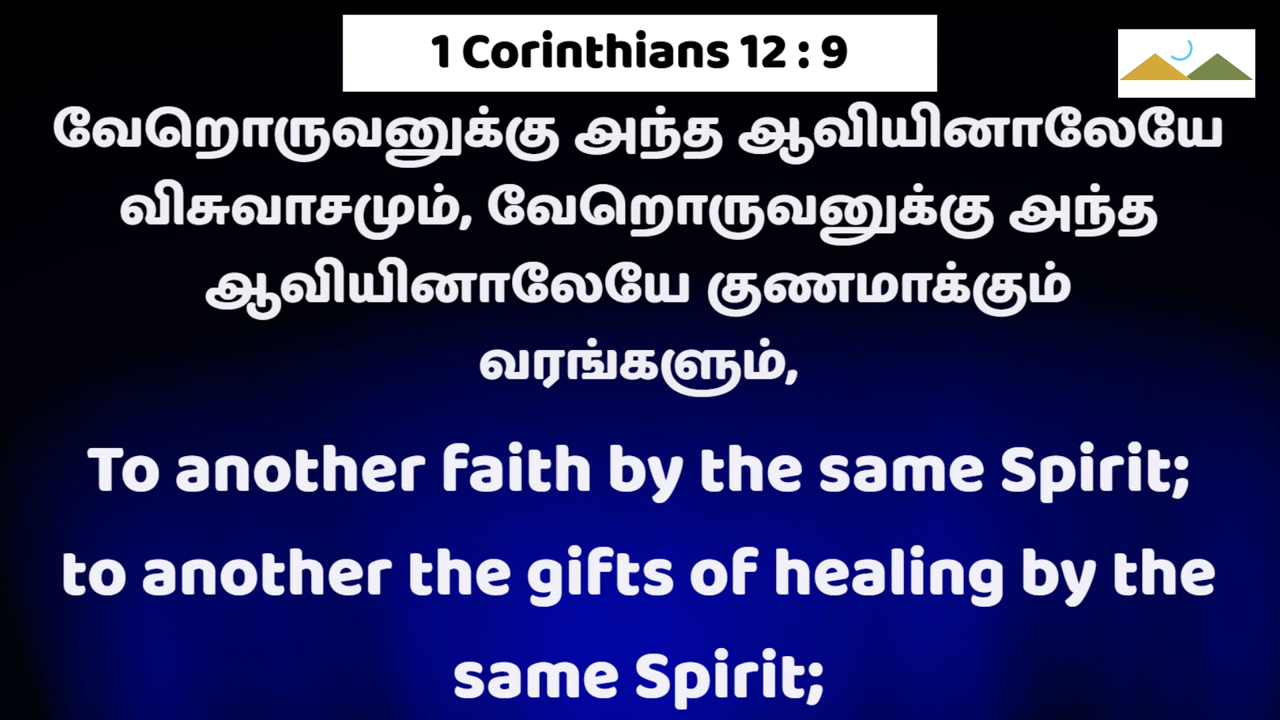 1 Corinthians 12 : 9
வேறொருவனுக்கு அந்த ஆவியினாலேயே
விசுவாசமும், வேறொருவனுக்கு அந்த
ஆவியினாலேயே குணமாக்கும்
வரங்களும்,
To another faith by the same Spirit;
to another the gifts of healing by the
same Spirit;